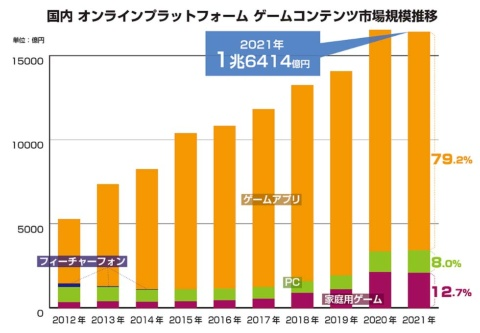 国内 オンラインプラットフォーム ゲームコンテンツ市場規模推移
単位：億円
2021年
1兆6414億円
15000
10000
5000
0
79.2%
ゲームアプリ
フィーチャーフォン
PC
8.0%
家庭用ゲーム
12.7%
2012年 2013年 2014年 2015年 2016年 2017年 2018年 2019年 2020年 2021年